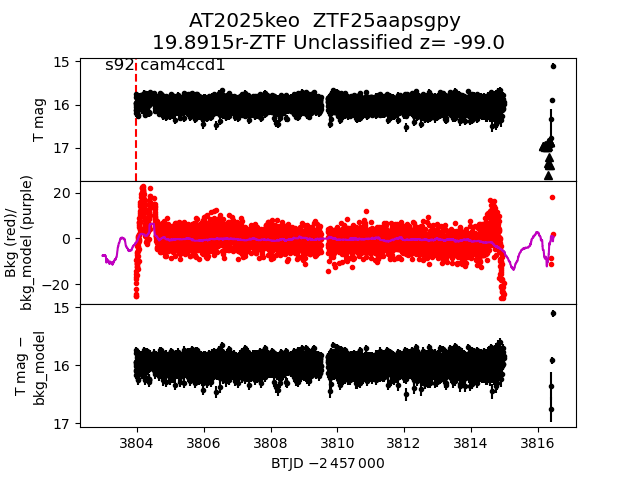 AT2025keo  ZTF25aapsgpy
19.8915r-ZTF Unclassified z= -99.0
s92 cam4ccd1
15
16
17
T mag
20
0
−20
Bkg (red)/
bkg_model (purple)
15
16
17
T mag −
bkg_model
3804 3806 3808 3810 3812 3814 3816
BTJD −2 457 000